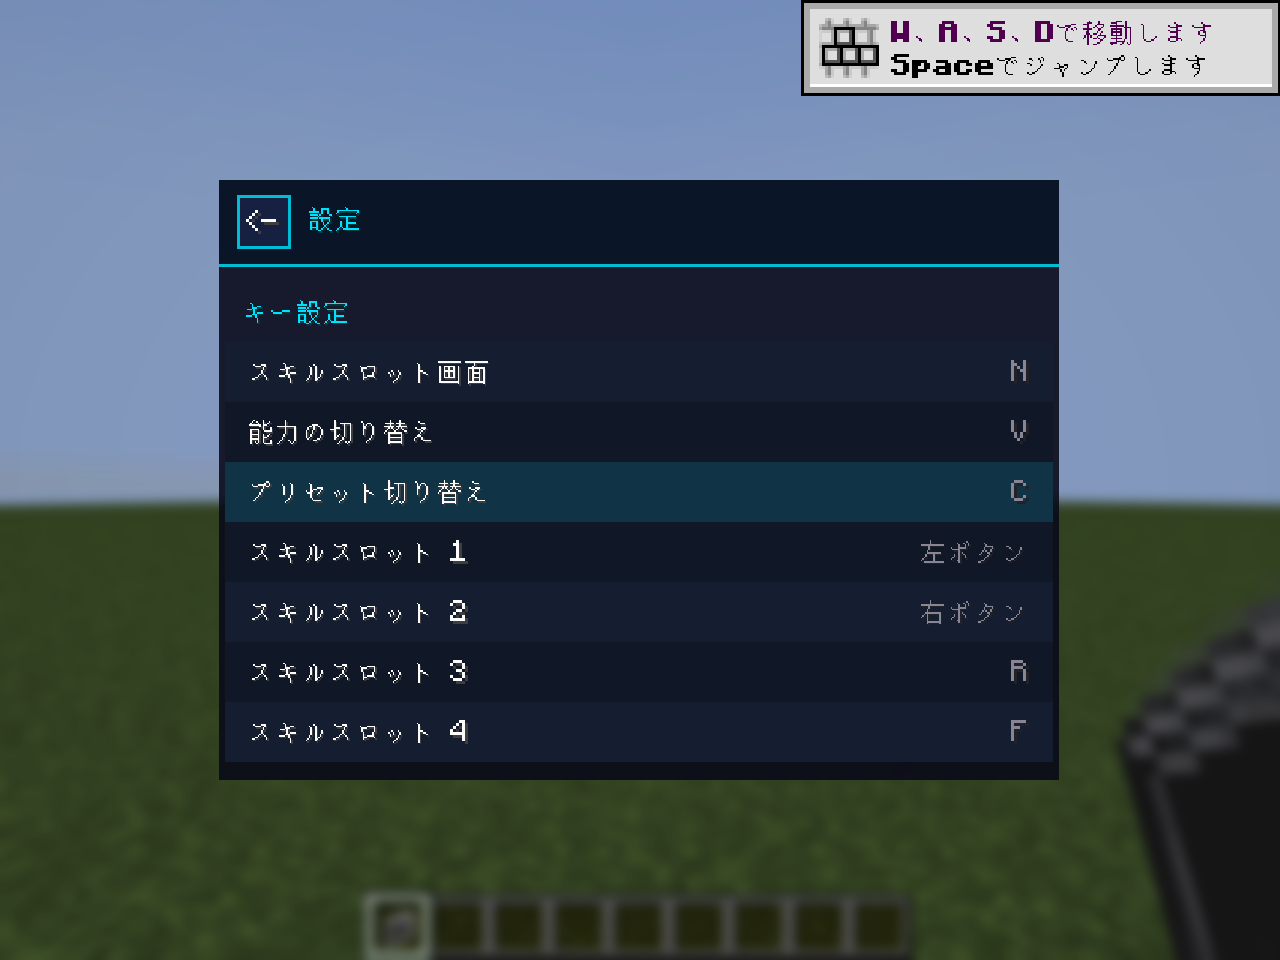 W、A、S、Dで移動します
Spaceでジャンプします
<- 設定
キー設定
スキルスロット画面 N
能力の切り替え V
プリセット切り替え C
スキルスロット 1 左ボタン
スキルスロット 2 右ボタン
スキルスロット 3 R
スキルスロット 4 F